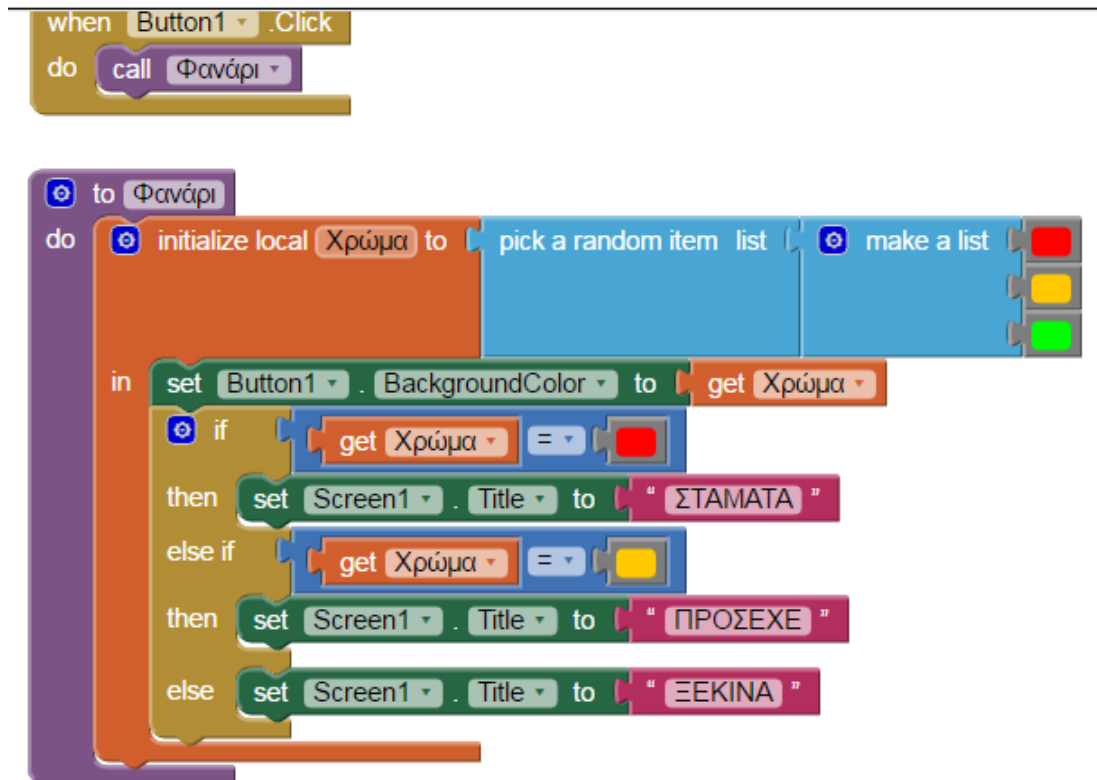 when Button1 .Click
do call Φανάρι
to Φανάρι
do initialize local Χρώμα to pick a random item list make a list
in set Button1 . BackgroundColor to get Χρώμα
if get Χρώμα =
then set Screen1 . Title to " ΣΤΑΜΑΤΑ "
else if get Χρώμα =
then set Screen1 . Title to " ΠΡΟΣΕΧΕ "
else set Screen1 . Title to " ΞΕΚΙΝΑ "